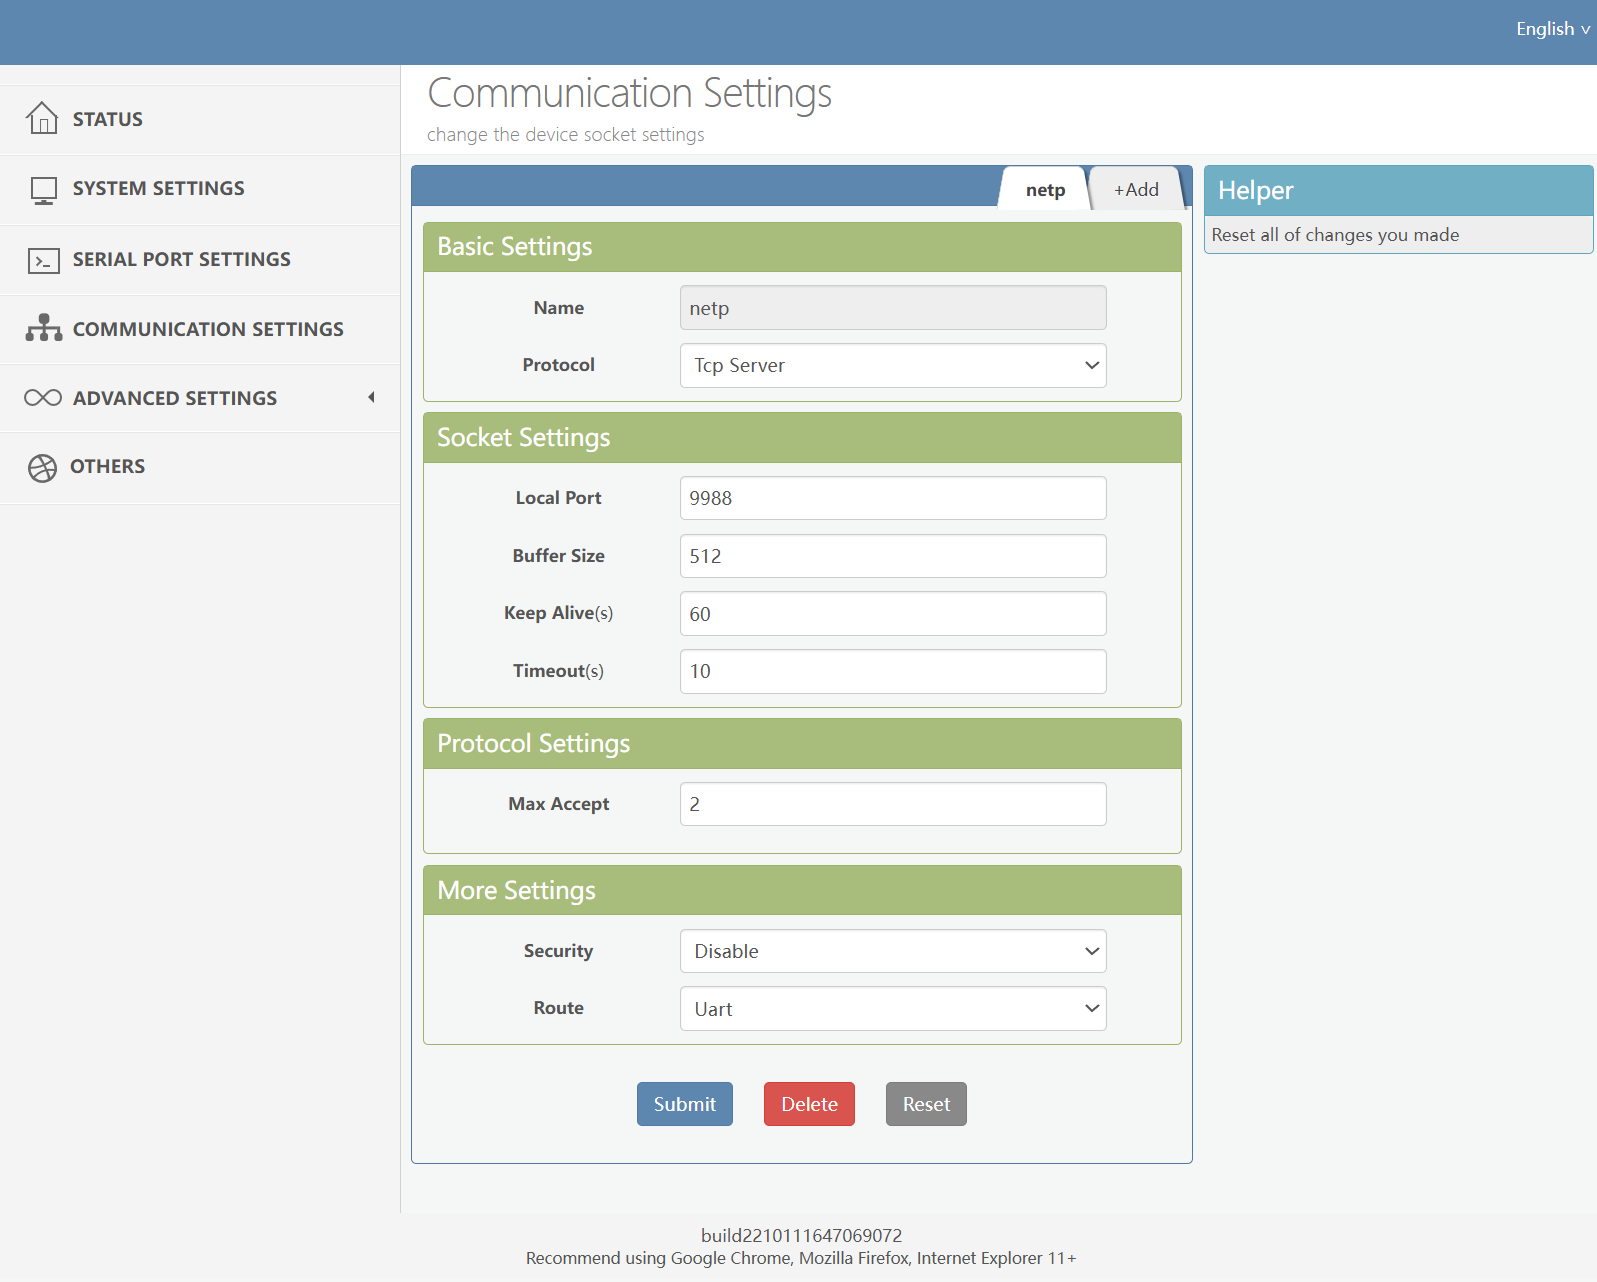 English v
STATUS
SYSTEM SETTINGS
SERIAL PORT SETTINGS
COMMUNICATION SETTINGS
ADVANCED SETTINGS
OTHERS
Communication Settings
change the device socket settings
netp
+Add
Basic Settings
Name
netp
Protocol
Tcp Server
Socket Settings
Local Port
9988
Buffer Size
512
Keep Alive(s)
60
Timeout(s)
10
Protocol Settings
Max Accept
2
More Settings
Security
Disable
Route
Uart
Submit
Delete
Reset
Helper
Reset all of changes you made
build2210111647069072
Recommend using Google Chrome, Mozilla Firefox, Internet Explorer 11+